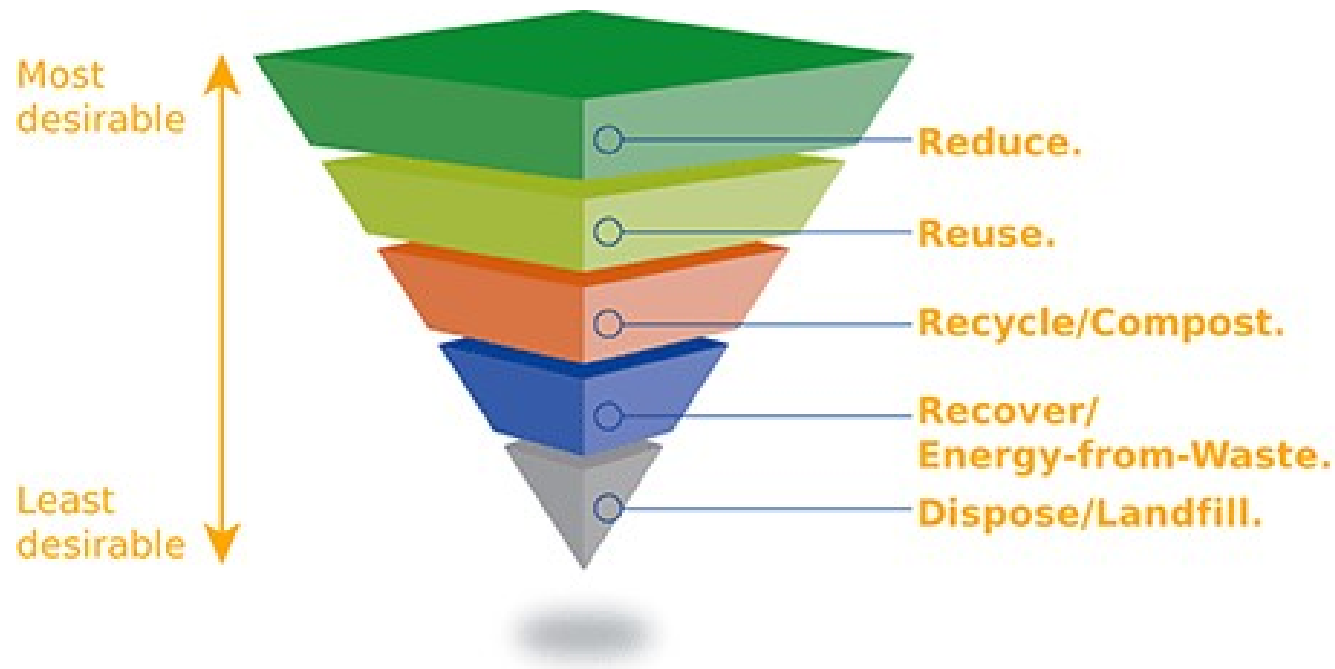 Most
desirable
Reduce.
Reuse.
Recycle/Compost.
Recover/
Energy-from-Waste.
Least
desirable
Dispose/Landfill.